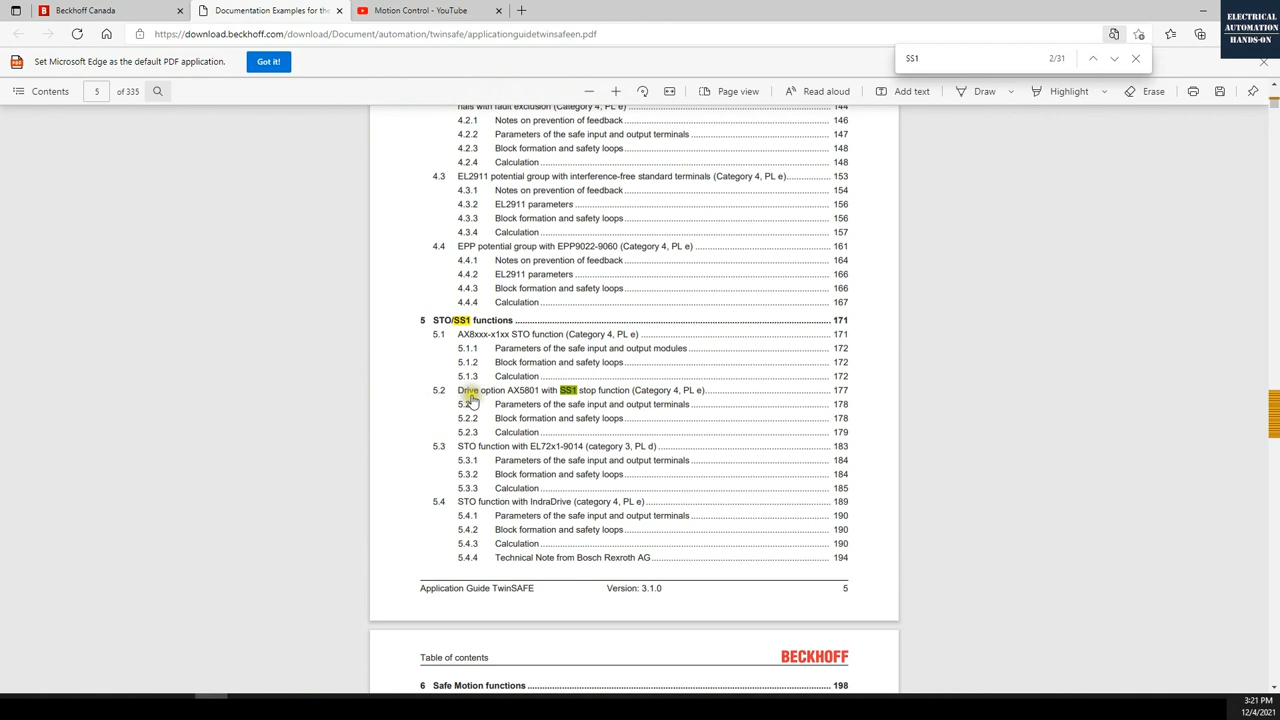 Beckhoff Canada
Documentation Examples for the
Motion Control - YouTube
ELECTRICAL
AUTOMATION
HANDS-ON
https://download.beckhoff.com/download/Document/automation/twinsafe/applicationguidetwinsafeen.pdf
Set Microsoft Edge as the default PDF application.
Got it!
SS1
2/31
Contents
5
of 335
Page view
Read aloud
Add text
Draw
Highlight
Erase
nals with fault exclusion (Category 4, PL e) 144
4.2.1 Notes on prevention of feedback 146
4.2.2 Parameters of the safe input and output terminals 147
4.2.3 Block formation and safety loops 148
4.2.4 Calculation 148
4.3 EL2911 potential group with interference-free standard terminals (Category 4, PL e) 153
4.3.1 Notes on prevention of feedback 154
4.3.2 EL2911 parameters 156
4.3.3 Block formation and safety loops 156
4.3.4 Calculation 157
4.4 EPP potential group with EPP9022-9060 (Category 4, PL e) 161
4.4.1 Notes on prevention of feedback 164
4.4.2 EL2911 parameters 166
4.4.3 Block formation and safety loops 166
4.4.4 Calculation 167
5 STO/SS1 functions 171
5.1 AX8xxx-x1xx STO function (Category 4, PL e) 171
5.1.1 Parameters of the safe input and output modules 172
5.1.2 Block formation and safety loops 172
5.1.3 Calculation 172
5.2 Drive option AX5801 with SS1 stop function (Category 4, PL e) 177
Parameters of the safe input and output terminals 178
5.2.2 Block formation and safety loops 178
5.2.3 Calculation 179
5.3 STO function with EL72x1-9014 (category 3, PL d) 183
5.3.1 Parameters of the safe input and output terminals 184
5.3.2 Block formation and safety loops 184
5.3.3 Calculation 185
5.4 STO function with IndraDrive (category 4, PL e) 189
5.4.1 Parameters of the safe input and output terminals 190
5.4.2 Block formation and safety loops 190
5.4.3 Calculation 190
5.4.4 Technical Note from Bosch Rexroth AG 194
Application Guide TwinSAFE Version: 3.1.0 5
Table of contents
BECKHOFF
6 Safe Motion functions 198
3:21 PM
12/4/2021